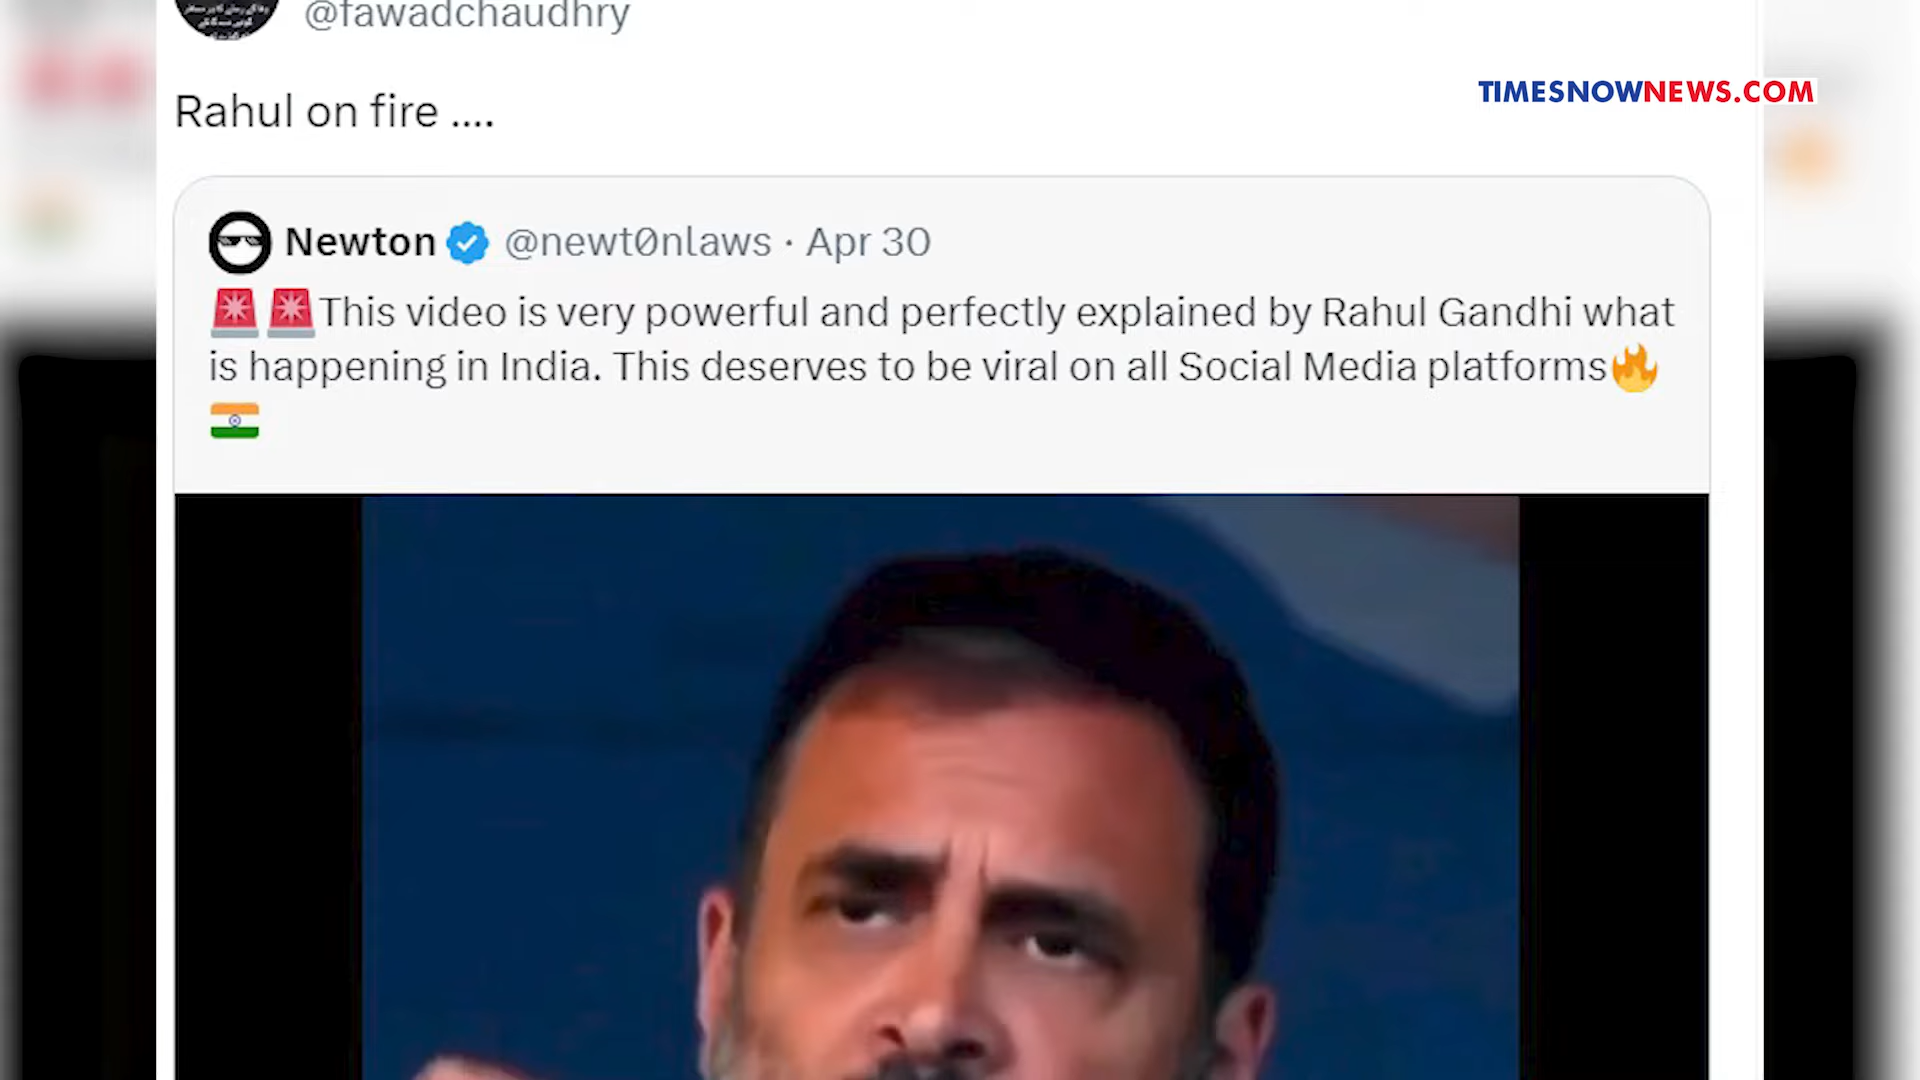 @fawadchaudhry
TIMESNOWNEWS.COM
Rahul on fire ....
Newton @newt0nlaws · Apr 30
🚨🚨This video is very powerful and perfectly explained by Rahul Gandhi what
is happening in India. This deserves to be viral on all Social Media platforms🔥
🇮🇳